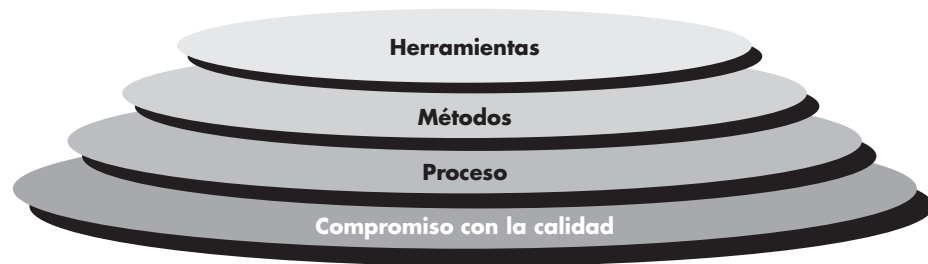 Herramientas
Métodos
Proceso
Compromiso con la calidad